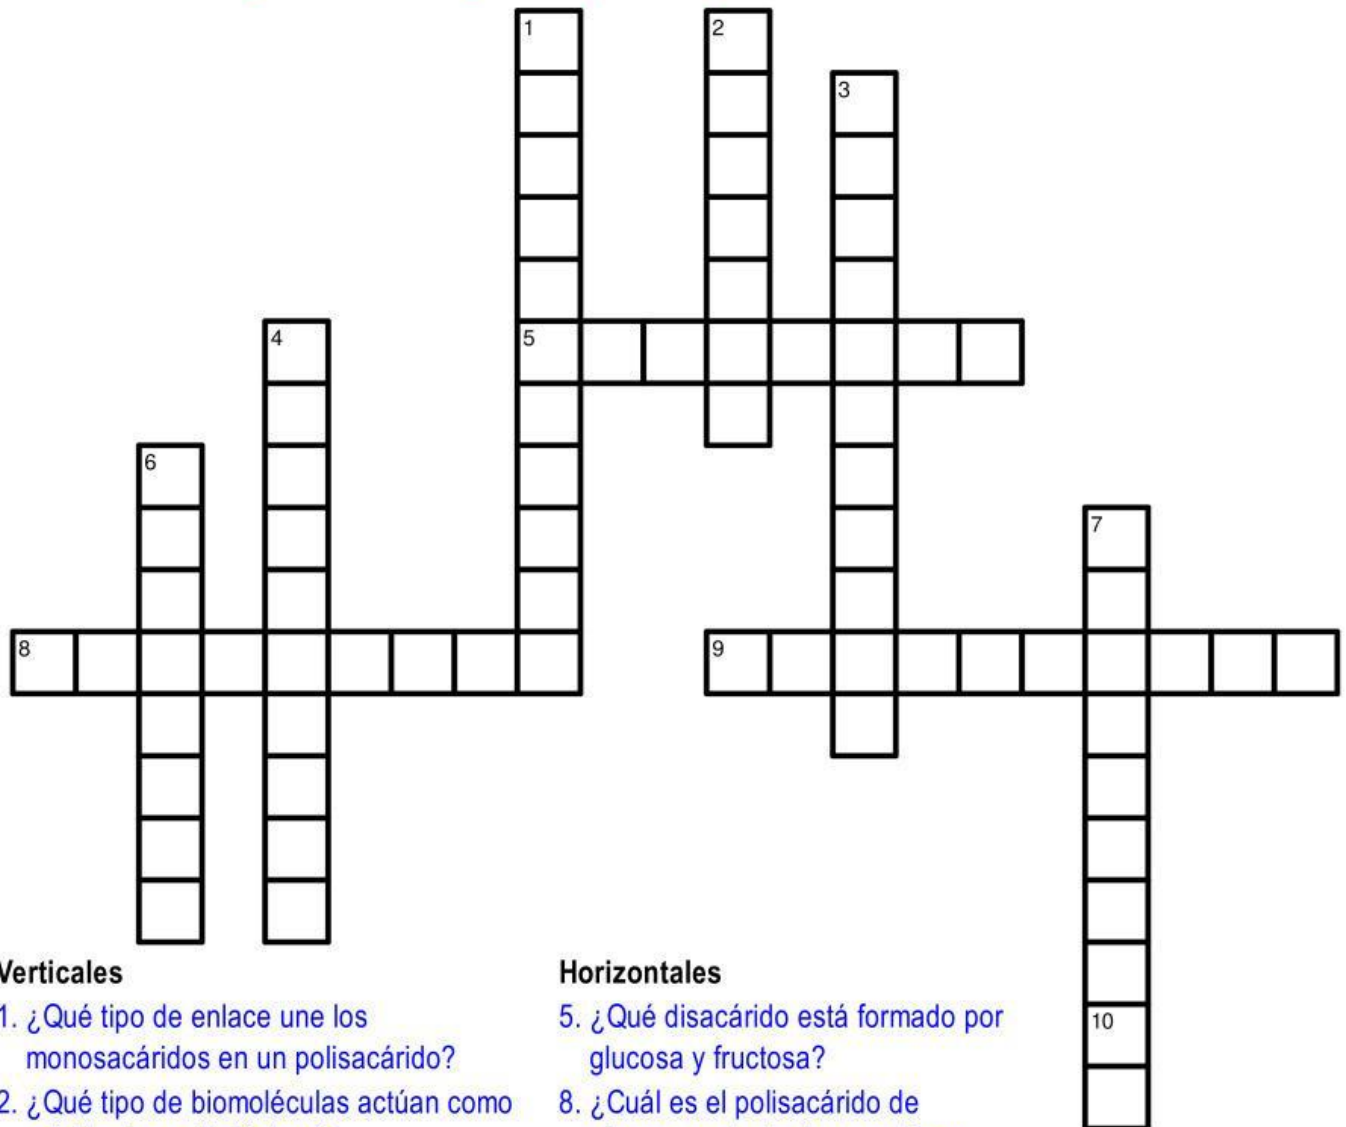 1
2
3
4
5
6
7
8
9
10
Verticales
1. ¿Qué tipo de enlace une los
monosacáridos en un polisacárido?
2. ¿Qué tipo de biomoléculas actúan como
Horizontales
5. ¿Qué disacárido está formado por
glucosa y fructosa?
8. ¿Cuál es el polisacárido de